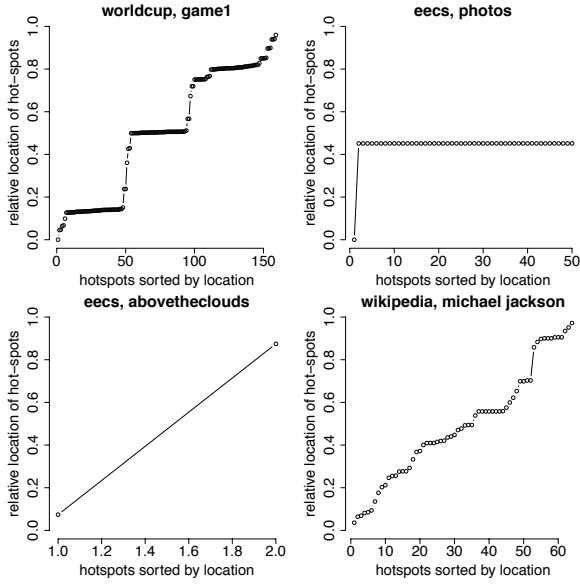 worldcup, game1
relative location of hot−spots
0.0 0.2 0.4 0.6 0.8 1.0
0 50 100 150
hotspots sorted by location
eecs, photos
relative location of hot−spots
0.0 0.2 0.4 0.6 0.8 1.0
0 10 20 30 40 50
hotspots sorted by location
eecs, abovetheclouds
relative location of hot−spots
0.0 0.2 0.4 0.6 0.8 1.0
1.0 1.2 1.4 1.6 1.8 2.0
hotspots sorted by location
wikipedia, michael jackson
relative location of hot−spots
0.0 0.2 0.4 0.6 0.8 1.0
0 10 20 30 40 50 60
hotspots sorted by location